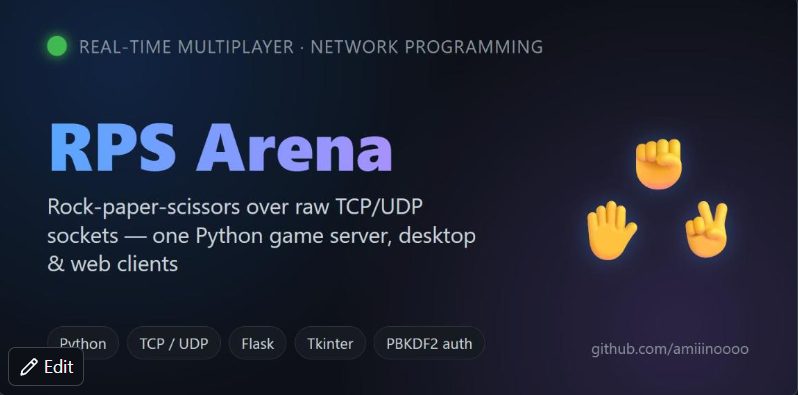 REAL-TIME MULTIPLAYER · NETWORK PROGRAMMING
RPS Arena
Rock-paper-scissors over raw TCP/UDP
sockets — one Python game server, desktop
& web clients
Python TCP / UDP Flask Tkinter PBKDF2 auth
Edit
github.com/amiiinoooo